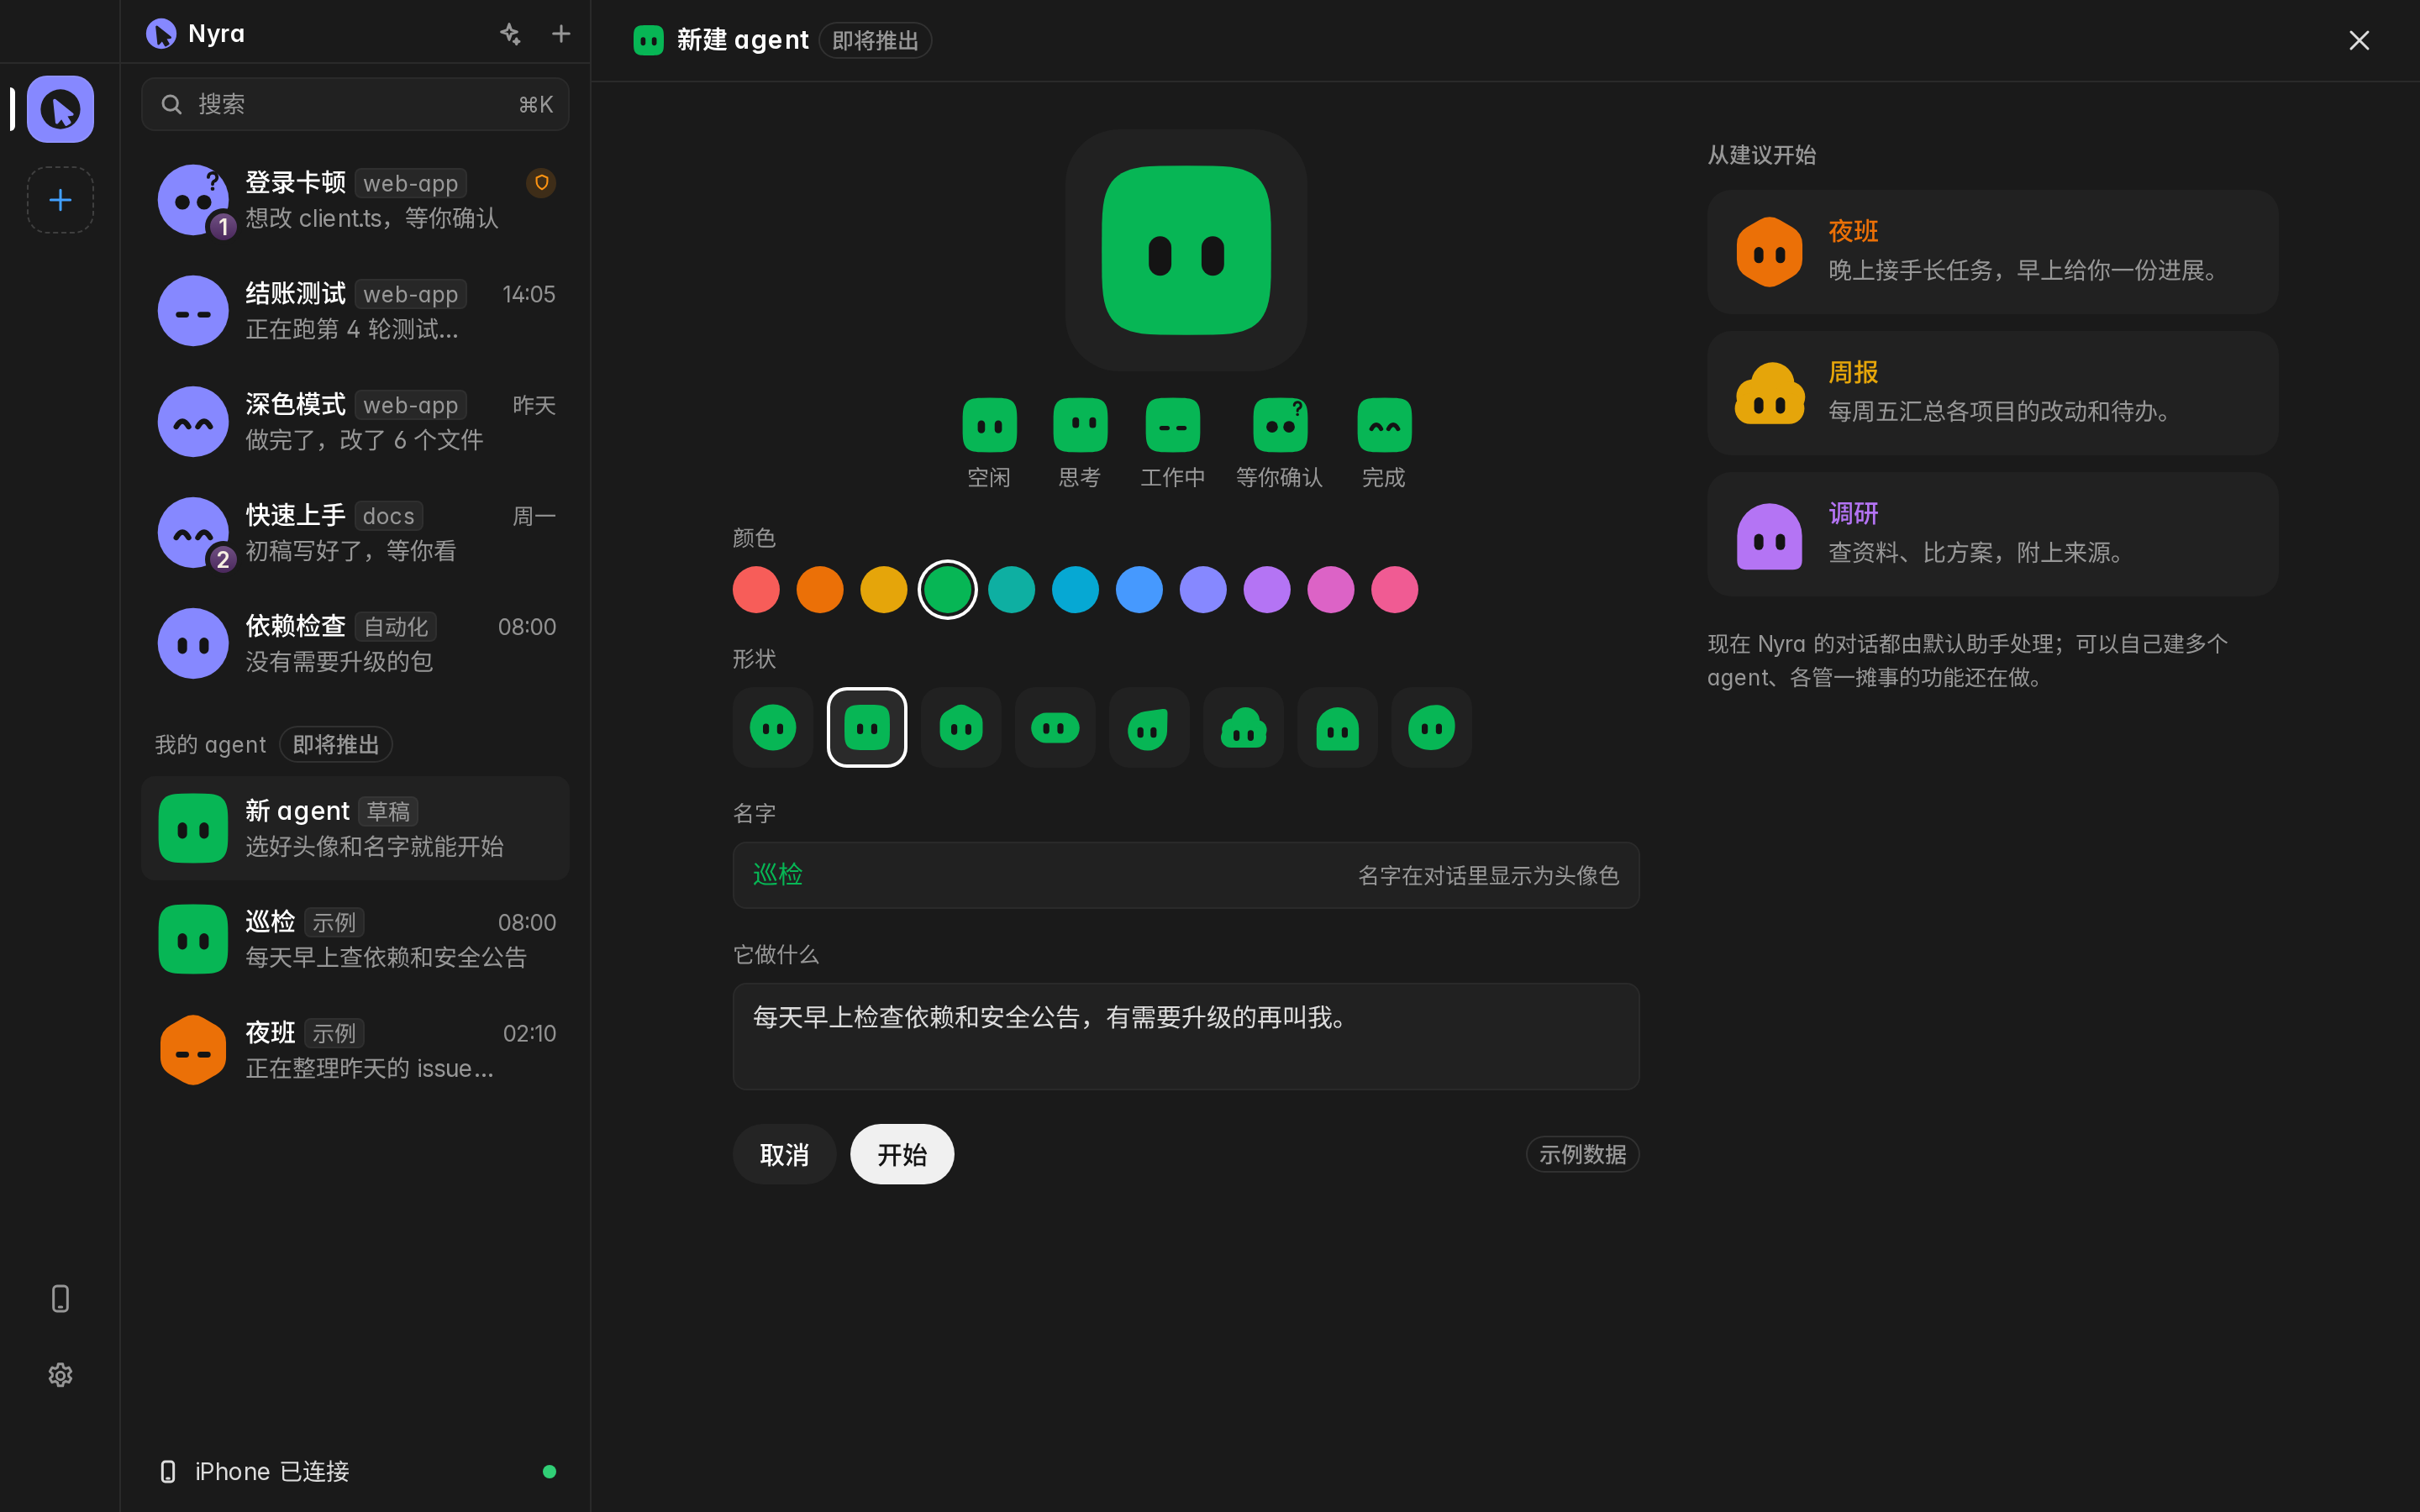 Nyra
搜索 ⌘K
登录卡顿 web-app
想改 client.ts，等你确认
1
结账测试 web-app 14:05
正在跑第 4 轮测试...
深色模式 web-app 昨天
做完了，改了 6 个文件
快速上手 docs 周一
初稿写好了，等你看
2
依赖检查 自动化 08:00
没有需要升级的包
我的 agent 即将推出
新 agent 草稿
选好头像和名字就能开始
巡检 示例 08:00
每天早上查依赖和安全公告
夜班 示例 02:10
正在整理昨天的 issue...
iPhone 已连接
新建 agent 即将推出
?
空闲 思考 工作中 等你确认 完成
颜色
形状
名字
巡检 名字在对话里显示为头像色
它做什么
每天早上检查依赖和安全公告，有需要升级的再叫我。
取消 开始 示例数据
从建议开始
夜班
晚上接手长任务，早上给你一份进展。
周报
每周五汇总各项目的改动和待办。
调研
查资料、比方案，附上来源。
现在 Nyra 的对话都由默认助手处理；可以自己建多个
agent、各管一摊事的功能还在做。